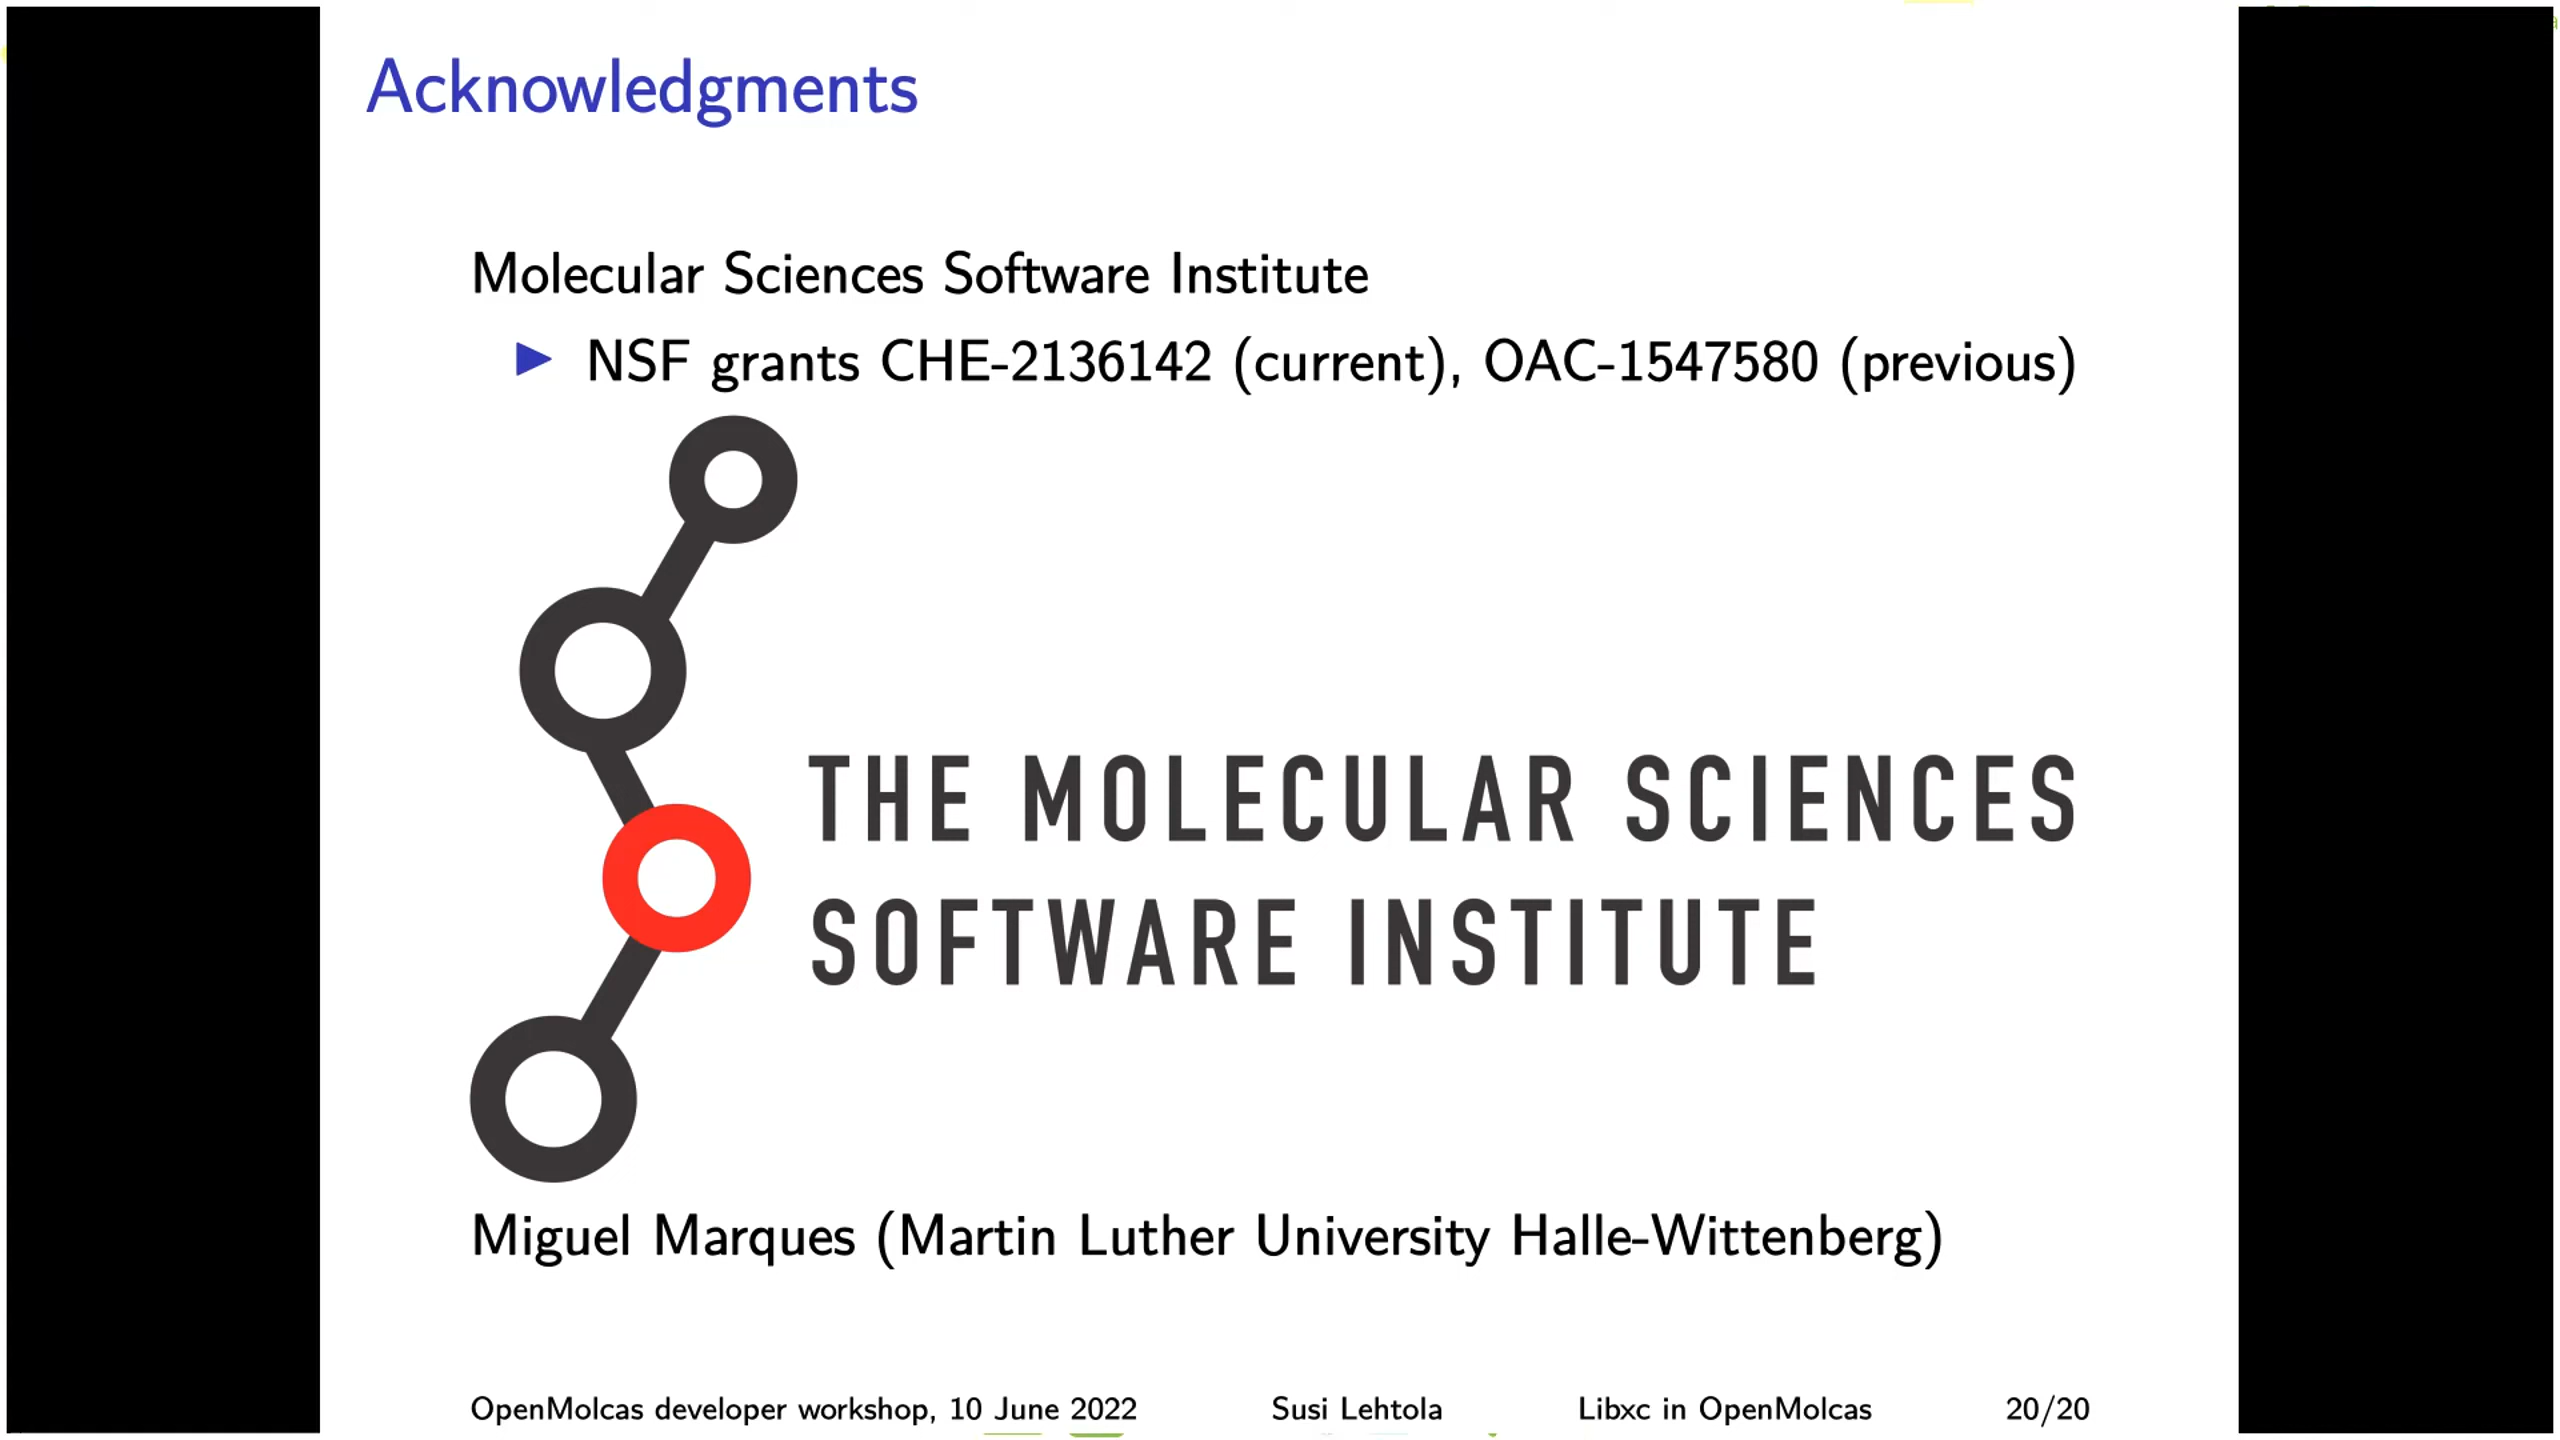 Acknowledgments
Molecular Sciences Software Institute
▶ NSF grants CHE-2136142 (current), OAC-1547580 (previous)
THE MOLECULAR SCIENCES
SOFTWARE INSTITUTE
Miguel Marques (Martin Luther University Halle-Wittenberg)
OpenMolcas developer workshop, 10 June 2022 Susi Lehtola Libxc in OpenMolcas 20/20